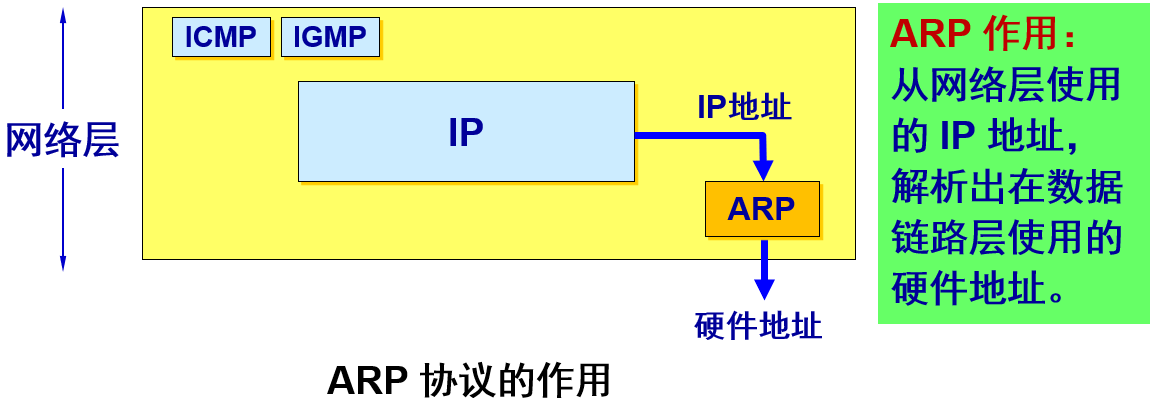 ICMP
IGMP
网络层
IP
IP地址
ARP
硬件地址
ARP 协议的作用
ARP 作用：
从网络层使用
的 IP 地址，
解析出在数据
链路层使用的
硬件地址。